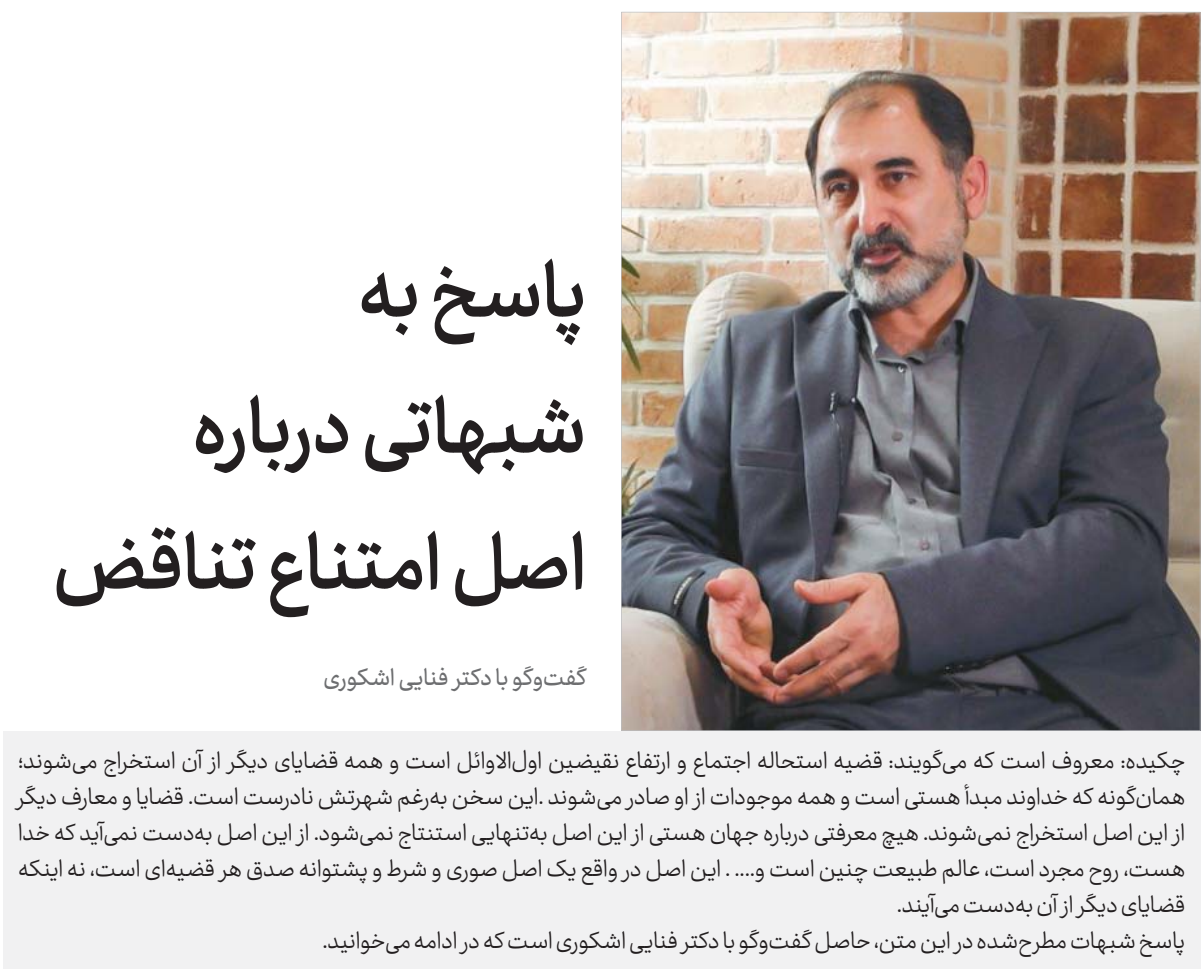 پاسخ به
شبهاتی درباره
اصل امتناع تناقض
گفت‌وگو با دکتر فنایی اشکوری
چکیده: معروف است که می‌گویند: قضیه استحاله اجتماع و ارتفاع نقیضین اول‌الاوائل است و همه قضایای دیگر از آن استخراج می‌شوند؛
همان‌گونه که خداوند مبدأ هستی است و همه موجودات از او صادر می‌شوند .این سخن به‌رغم شهرتش نادرست است. قضایا و معارف دیگر
از این اصل استخراج نمی‌شوند. هیچ معرفتی درباره جهان هستی از این اصل به‌تنهایی استنتاج نمی‌شود. از این اصل به‌دست نمی‌آید که خدا
هست، روح مجرد است، عالم طبیعت چنین است و.... . این اصل در واقع یک اصل صوری و شرط و پشتوانه صدق هر قضیه‌ای است، نه اینکه
قضایای دیگر از آن به‌دست می‌آیند.
پاسخ شبهات مطرح‌شده در این متن، حاصل گفت‌وگو با دکتر فنایی اشکوری است که در ادامه می‌خوانید.